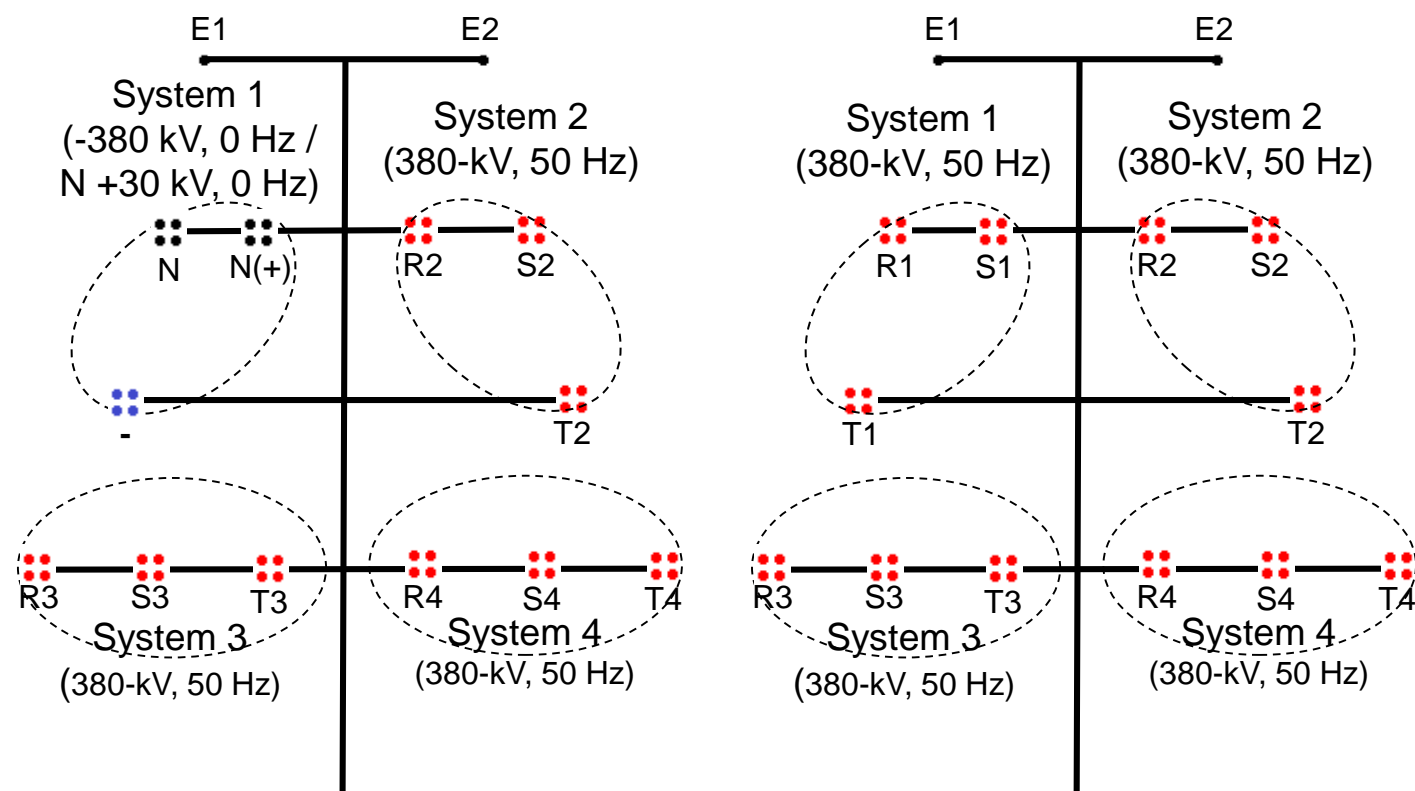 E1
E2
System 1
(-380 kV, 0 Hz /
N +30 kV, 0 Hz)
System 2
(380-kV, 50 Hz)
N
N(+)
R2
S2
-
T2
R3
S3
T3
R4
S4
T4
System 3
(380-kV, 50 Hz)
System 4
(380-kV, 50 Hz)
E1
E2
System 1
(380-kV, 50 Hz)
System 2
(380-kV, 50 Hz)
R1
S1
R2
S2
T1
T2
R3
S3
T3
R4
S4
T4
System 3
(380-kV, 50 Hz)
System 4
(380-kV, 50 Hz)